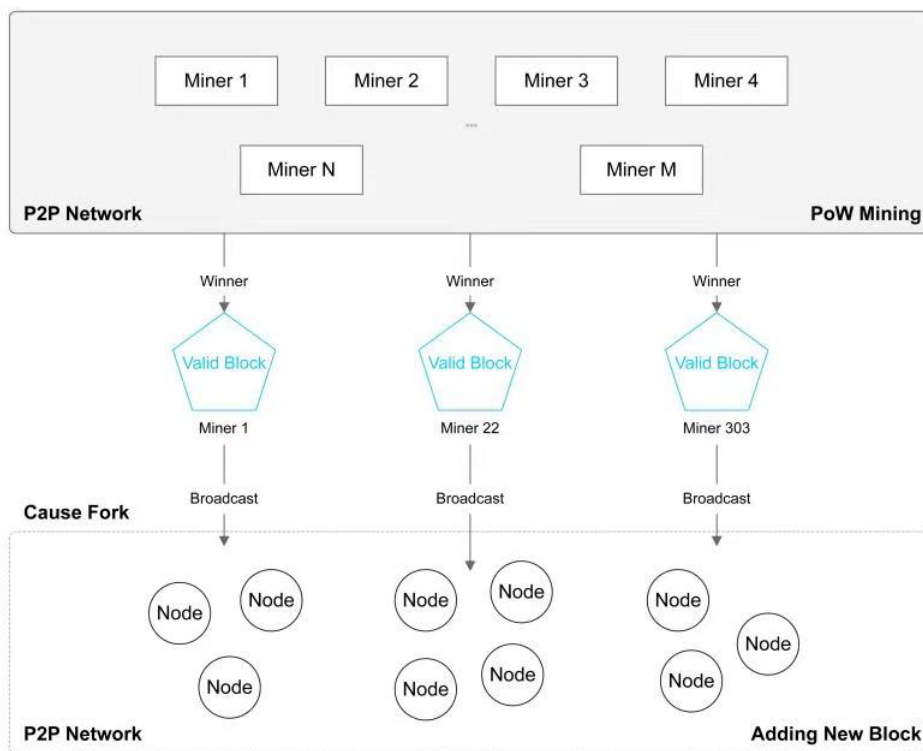 Miner 1
Miner 2
Miner 3
Miner 4
...
Miner N
Miner M
P2P Network
PoW Mining
Winner
Winner
Winner
Valid Block
Valid Block
Valid Block
Miner 1
Miner 22
Miner 303
Broadcast
Broadcast
Broadcast
Cause Fork
Node
Node
Node
Node
Node
Node
Node
Node
Node
Node
P2P Network
Adding New Block